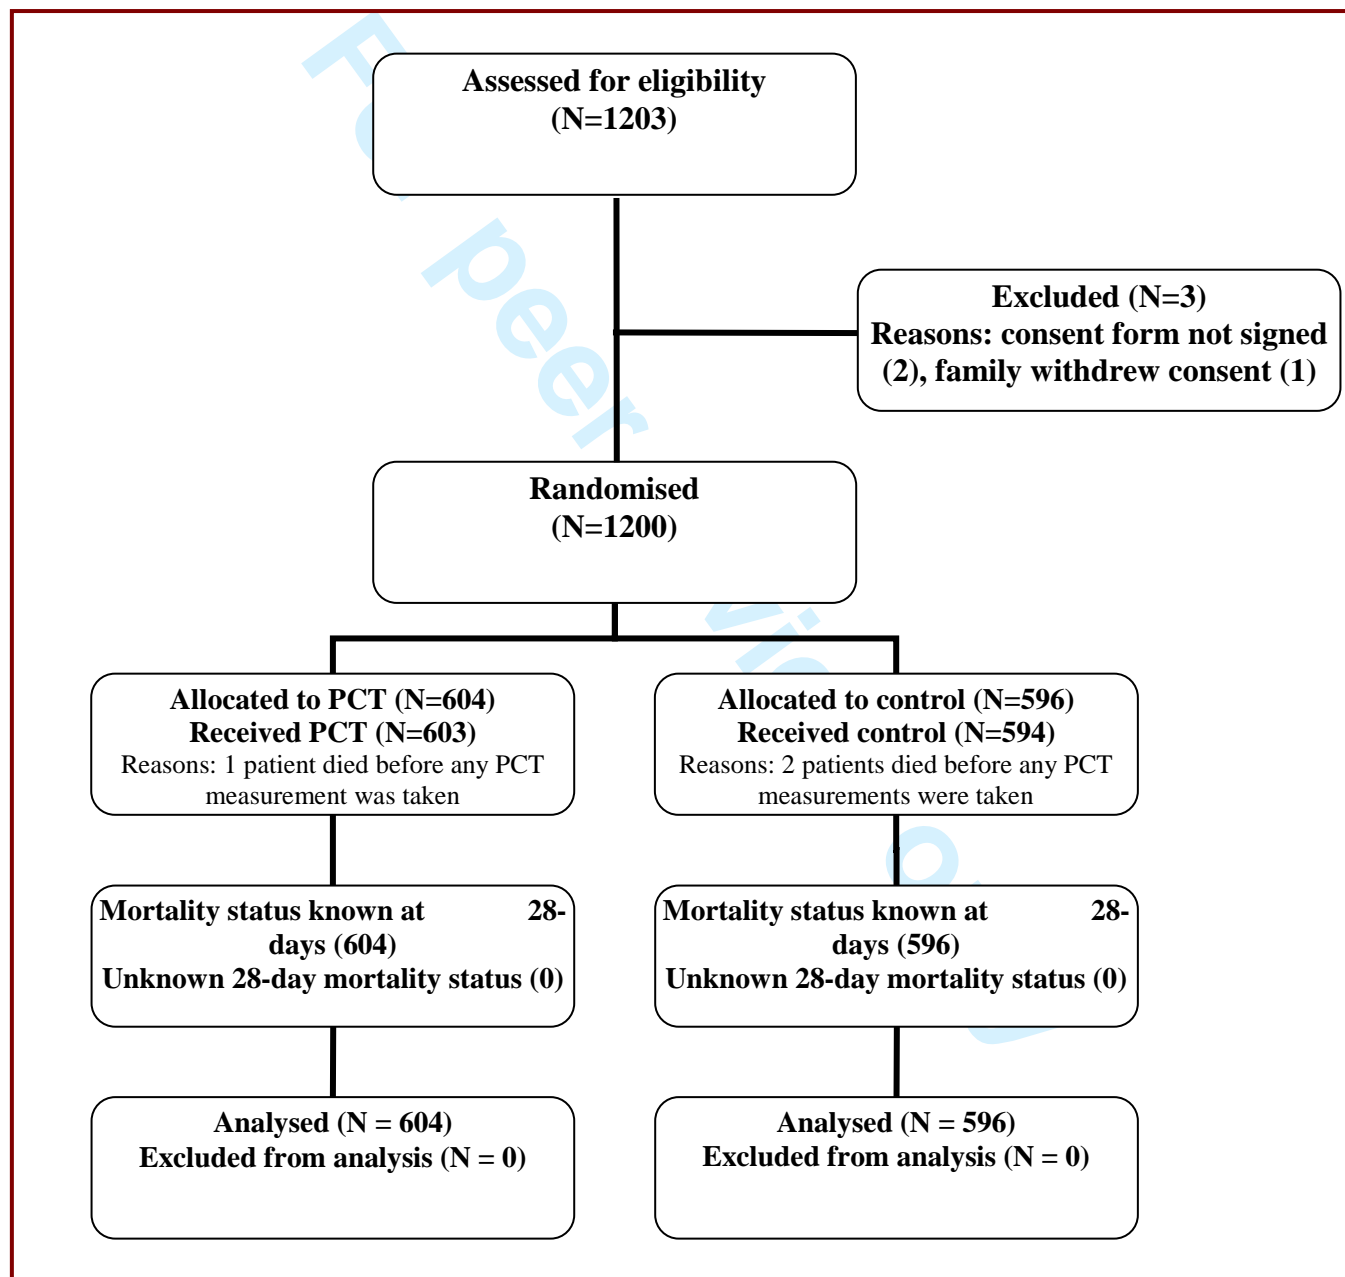 Assessed for eligibility
(N=1203)
Excluded (N=3)
Reasons: consent form not signed
(2), family withdrew consent (1)
Randomised
(N=1200)
Allocated to PCT (N=604)
Received PCT (N=603)
Reasons: 1 patient died before any PCT
measurement was taken
Allocated to control (N=596)
Received control (N=594)
Reasons: 2 patients died before any PCT
measurements were taken
Mortality status known at 28-
days (604)
Unknown 28-day mortality status (0)
Mortality status known at 28-
days (596)
Unknown 28-day mortality status (0)
Analysed (N = 604)
Excluded from analysis (N = 0)
Analysed (N = 596)
Excluded from analysis (N = 0)
peer